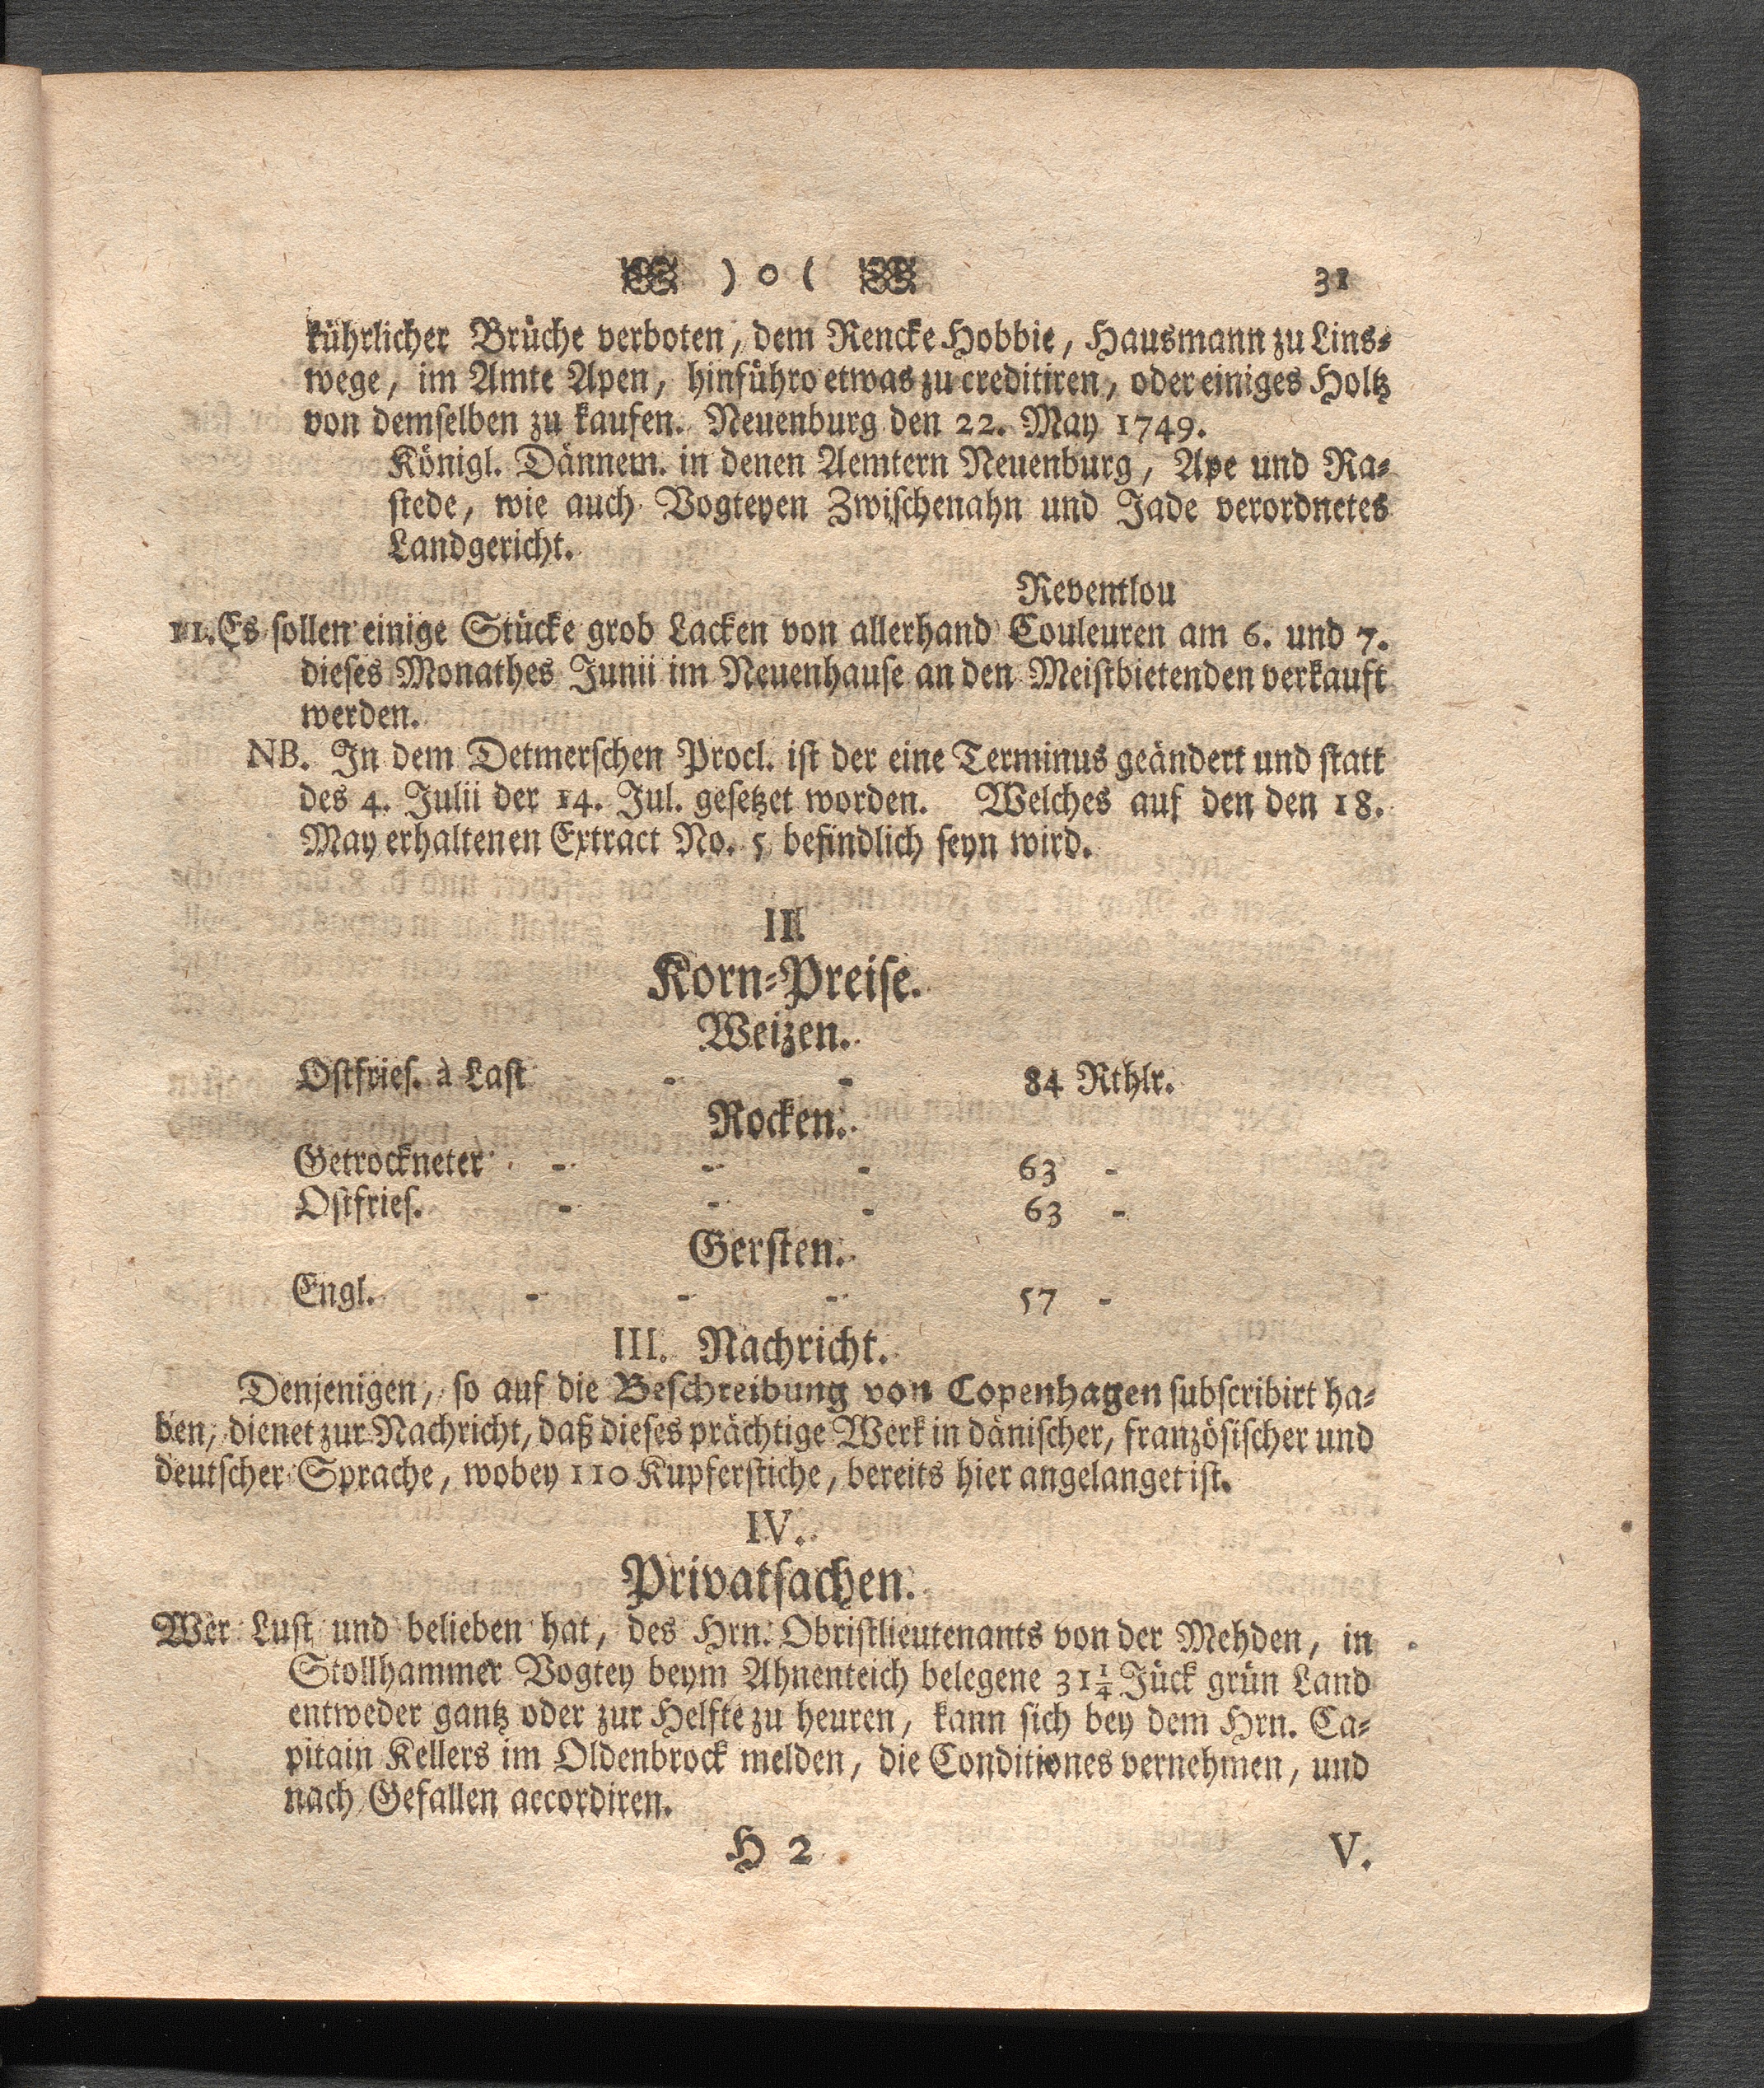 ) o (
31
kührlicher Brüche verboten, dem Rencke Hobbie, Hausmann zu Lins-
wege, im Amte Apen, hinführo etwas zu creditiren, oder einiges Holtz
von demselben zu kaufen. Neuenburg den 22. May 1749.
Königl. Dännem. in denen Aemtern Neuenburg, Ape und Ra-
stede, wie auch Vogteyen Zwischenahn und Jade verordnetes
Landgericht.
Reventlou
11. Es sollen einige Stücke grob Lacken von allerhand Couleuren am 6. und 7.
dieses Monathes Junii im Neuenhause an den Meistbietenden verkauft
werden.
NB. In dem Detmerschen Procl. ist der eine Terminus geändert und statt
des 4. Julii der 14. Jul. gesetzet worden. Welches auf den den 18.
May erhaltenen Extract No. 5 befindlich seyn wird.
II.
Korn-Preise.
Weizen.
Ostfries. à Last - - 84 Rthlr.
Rocken.
Getrockneter - - - 63 -
Ostfries. - - - 63 -
Gersten.
Engl. - - - 57 -
III. Nachricht.
Denjenigen, so auf die Beschreibung von Copenhagen subscribirt ha-
ben, dienet zur Nachricht, daß dieses prächtige Werk in dänischer, französischer und
deutscher Sprache, wobey 110 Kupferstiche, bereits hier angelanget ist.
IV.
Privatsachen.
Wer Lust und belieben hat, des Hrn. Obristlieutenants von der Mehden, in
Stollhammer Vogtey beym Ahnenteich belegene 31 1/4 Jück grün Land
entweder gantz oder zur Helfte zu heuren, kann sich bey dem Hrn. Ca-
pitain Kellers im Oldenbrock melden, die Conditiones vernehmen, und
nach Gefallen accordiren.
H 2
V.